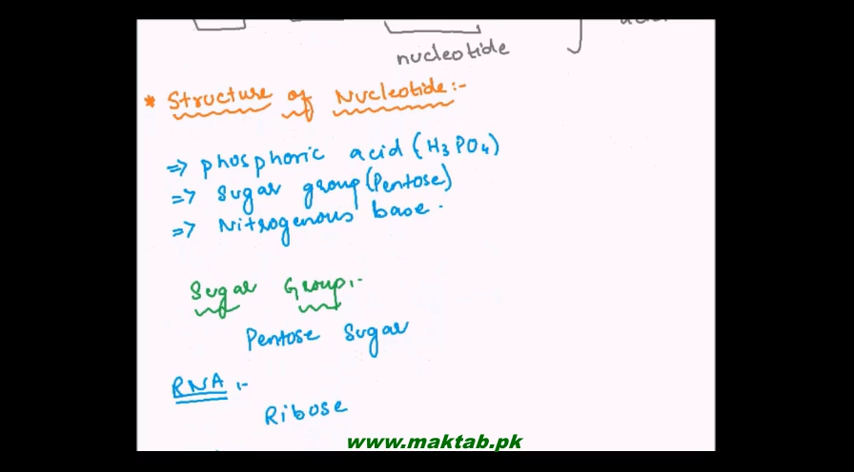 nucleotide
* Structure of Nucleotide:-
=> phosphoric acid (H₃PO₄)
=> Sugar group (Pentose)
=> Nitrogenous base.
Sugar Group:-
Pentose Sugar
RNA :-
Ribose
www.maktab.pk